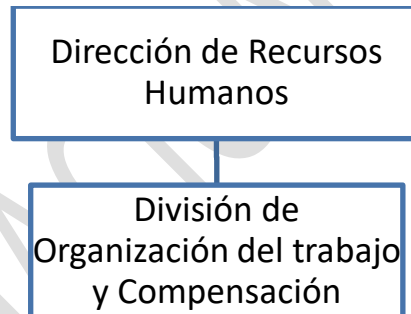 Dirección de Recursos
Humanos
División de
Organización del trabajo
y Compensación